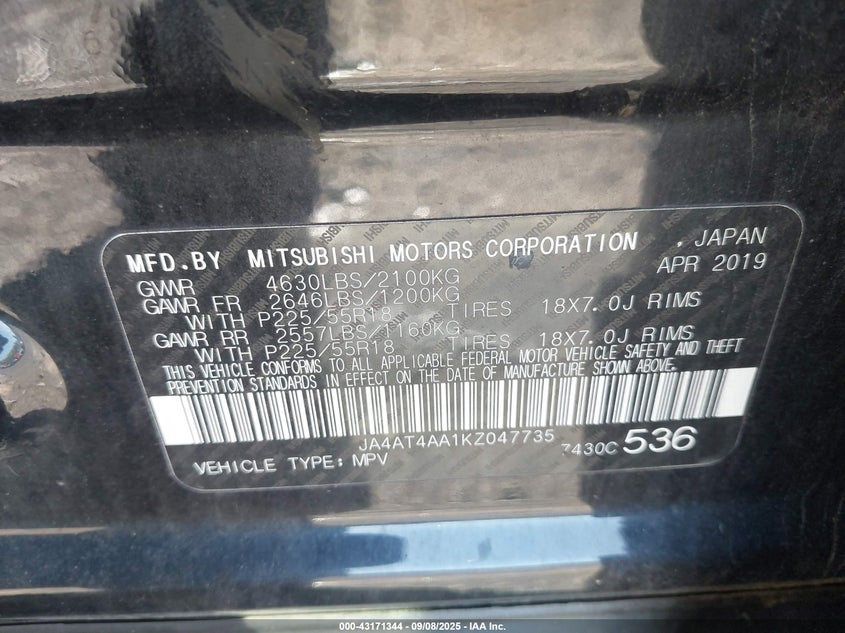 MFD.BY MITSUBISHI MOTORS CORPORATION , JAPAN
GVWR 4630LBS/2100KG APR 2019
GAWR FR 2646LBS/1200KG
WITH P225/55R18 TIRES 18X7.0J RIMS
GAWR RR 2557LBS/1160KG
WITH P225/55R18 TIRES 18X7.0J RIMS
THIS VEHICLE CONFORMS TO ALL APPLICABLE FEDERAL MOTOR VEHICLE SAFETY AND THEFT
PREVENTION STANDARDS IN EFFECT ON THE DATE OF MANUFACTURE SHOWN ABOVE.
JA4AT4AA1KZ047735 7430C 536
VEHICLE TYPE: MPV
000-43171344 - 09/08/2025 - IAA Inc.